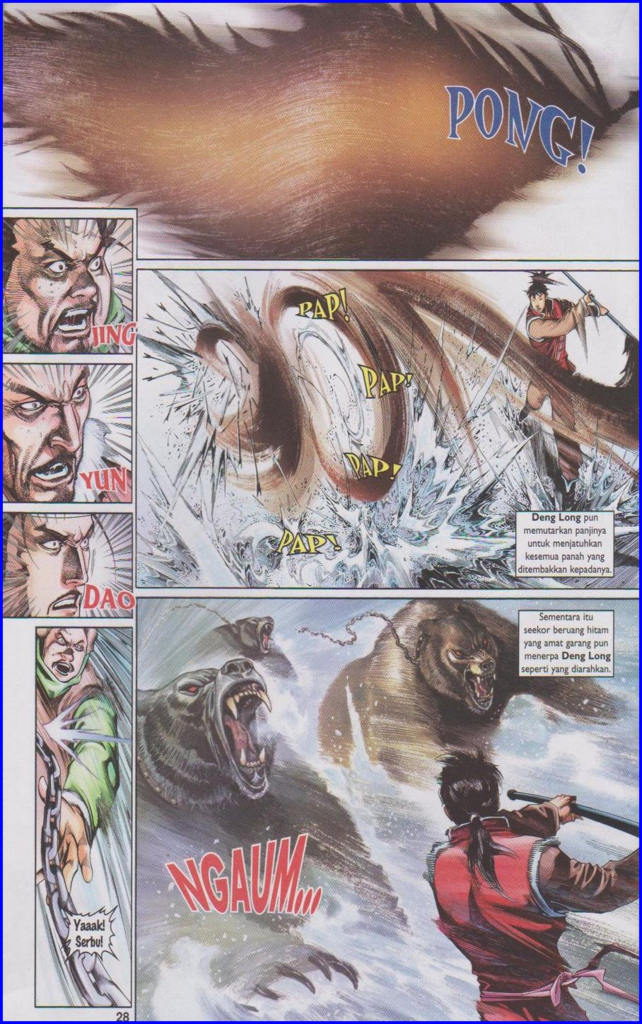 PONG!
JING
YUN
DAO
PAP!
PAP!
PAP!
PAP!
Deng Long pun
memutarkan panjinya
untuk menjatuhkan
kesemua panah yang
ditembakkan kepadanya.
Yaaak!
Serbu!
Sementara itu
seekor beruang hitam
yang amat garang pun
menerpa Deng Long
seperti yang diarahkan.
NGAUM...
28